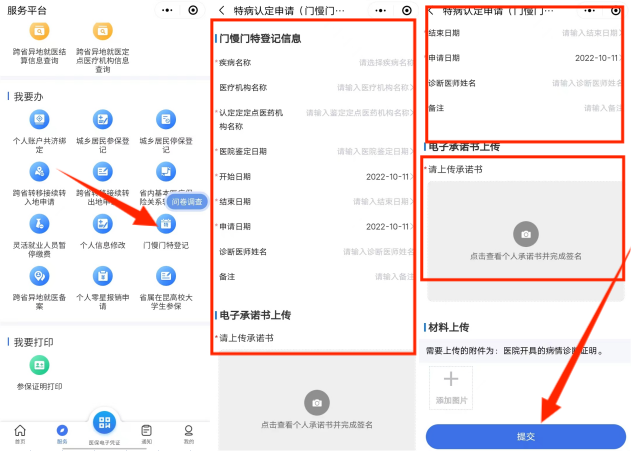 服务平台
跨省异地就医结
算信息查询
跨省异地就医定
点医疗机构信息
查询
我要办
个人账户共济绑
定
城乡居民参保登
记
城乡居民停保登
记
跨省转移接续转
入地申请
跨省转移接续转
出地申
省内基本
险关系
问卷调查
灵活就业人员暂
停缴费
个人信息修改
门慢门特登记
跨省异地就医备
案
个人零星报销申
请
省属在昆高校大
学生参保
我要打印
参保证明打印
首页
服务
医保电子凭证
通知
我的
特病认定申请（门慢门…
门慢门特登记信息
*疾病名称
请选择疾病名称
医疗机构名称
请输入医疗机构名称
*认定定定点医药机
构名称
请输入鉴定定点医药机构名称
*医院鉴定日期
请输入医院鉴定日期
*开始日期
2022-10-11
*结束日期
请输入结束日期
*申请日期
2022-10-11
诊断医师姓名
请输入诊断医师姓名
备注
请输入备注
电子承诺书上传
*请上传承诺书
点击查看个人承诺书并完成签名
特病认定申请（门慢门…
*结束日期
请输入结束日期
*申请日期
2022-10-11
诊断医师姓名
请输入诊断医师姓名
备注
请输入备注
电子承诺书上传
*请上传承诺书
点击查看个人承诺书并完成签名
材料上传
需要上传的附件为：医院开具的病情诊断证明。
添加图片
提交